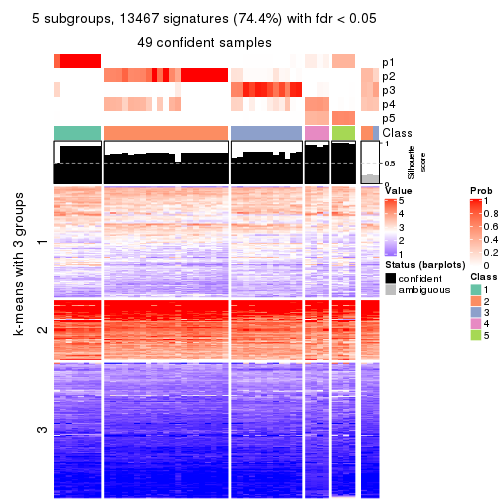 5 subgroups, 13467 signatures (74.4%) with fdr < 0.05
49 confident samples
p1
p2
p3
p4
p5
Class
1
0.5
0
Silhouette
score
k-means with 3 groups
1
2
3
Value
5
4
3
2
1
Prob
1
0.8
0.6
0.4
0.2
0
Status (barplots)
confident
ambiguous
Class
1
2
3
4
5